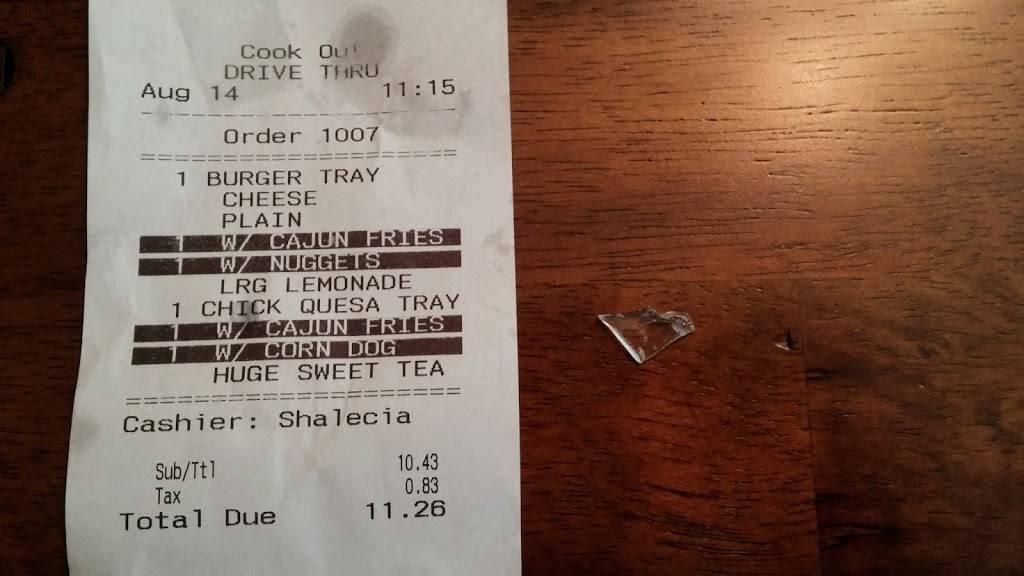 Cook Out
DRIVE THRU
Aug 14 11:15
Order 1007
1 BURGER TRAY
CHEESE
PLAIN
1 W/ CAJUN FRIES
1 W/ NUGGETS
LRG LEMONADE
1 CHICK QUESA TRAY
1 W/ CAJUN FRIES
1 W/ CORN DOG
HUGE SWEET TEA
Cashier: Shalecia
Sub/Ttl 10.43
Tax 0.83
Total Due 11.26